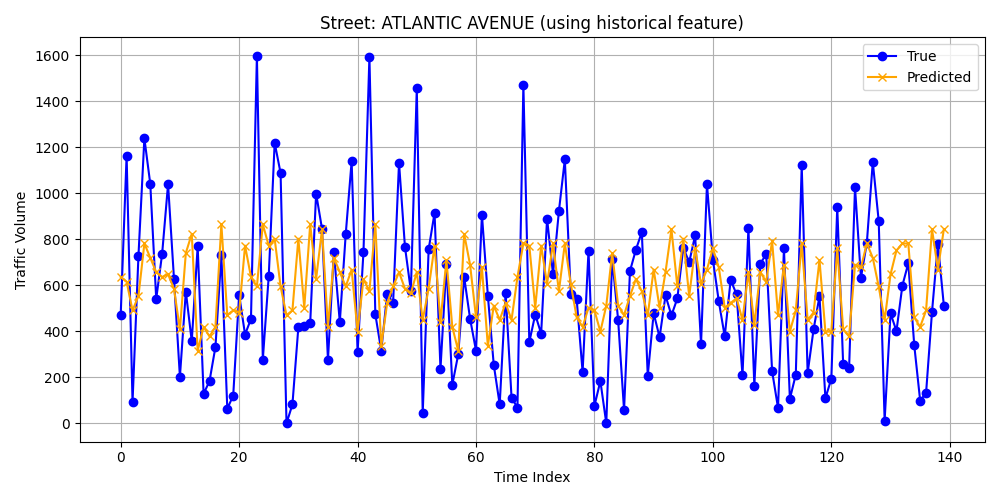 Street: ATLANTIC AVENUE (using historical feature)
True
Predicted
Traffic Volume
1600
1400
1200
1000
800
600
400
200
0
0 20 40 60 80 100 120 140
Time Index